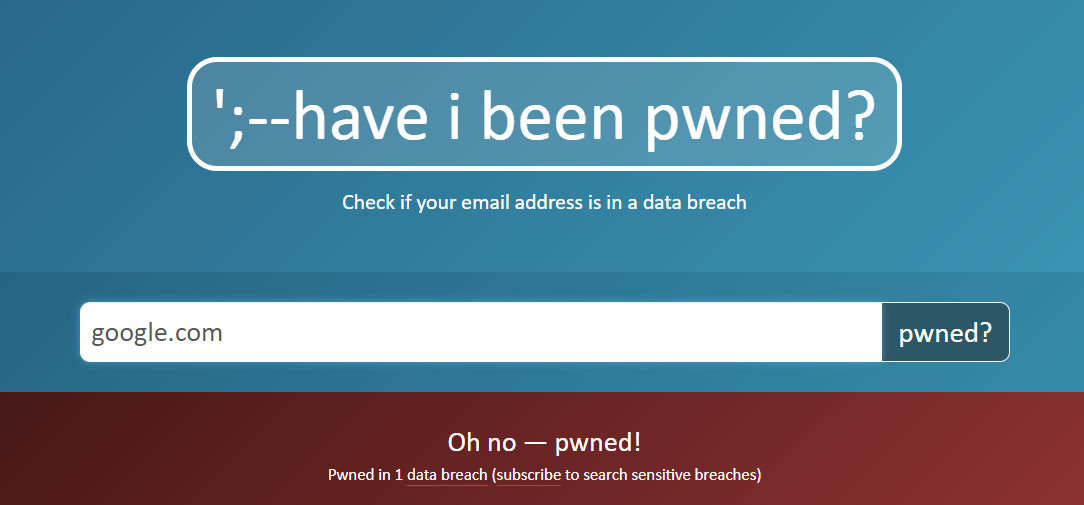 ';--have i been pwned?
Check if your email address is in a data breach
google.com
pwned?
Oh no — pwned!
Pwned in 1 data breach (subscribe to search sensitive breaches)